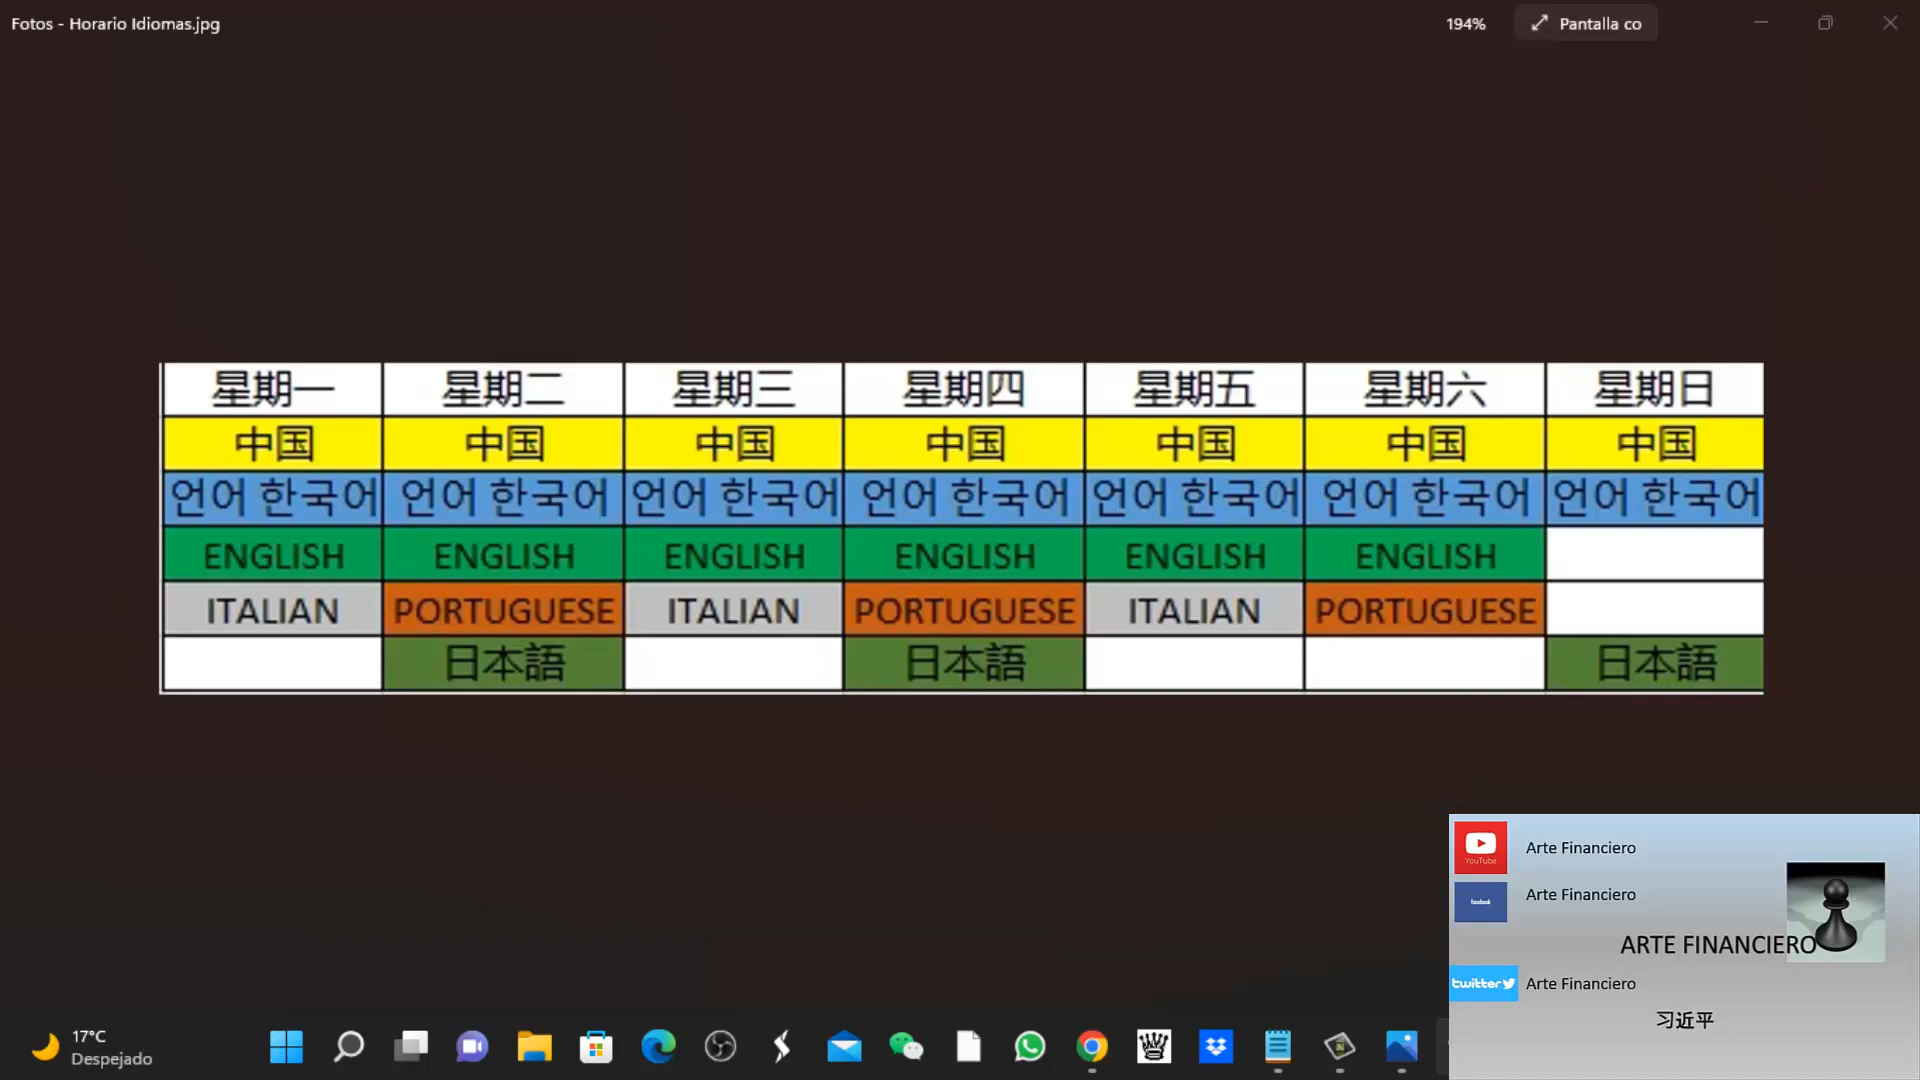 Fotos - Horario Idiomas.jpg 194% Pantalla co
星期一 星期二 星期三 星期四 星期五 星期六 星期日
中国 中国 中国 中国 中国 中国 中国
언어 한국어 언어 한국어 언어 한국어 언어 한국어 언어 한국어 언어 한국어 언어 한국어
ENGLISH ENGLISH ENGLISH ENGLISH ENGLISH ENGLISH
ITALIAN PORTUGUESE ITALIAN PORTUGUESE ITALIAN PORTUGUESE
日本語 日本語 日本語
YouTube Arte Financiero
facebook Arte Financiero
ARTE FINANCIERO
twitter Arte Financiero
习近平
17°C
Despejado